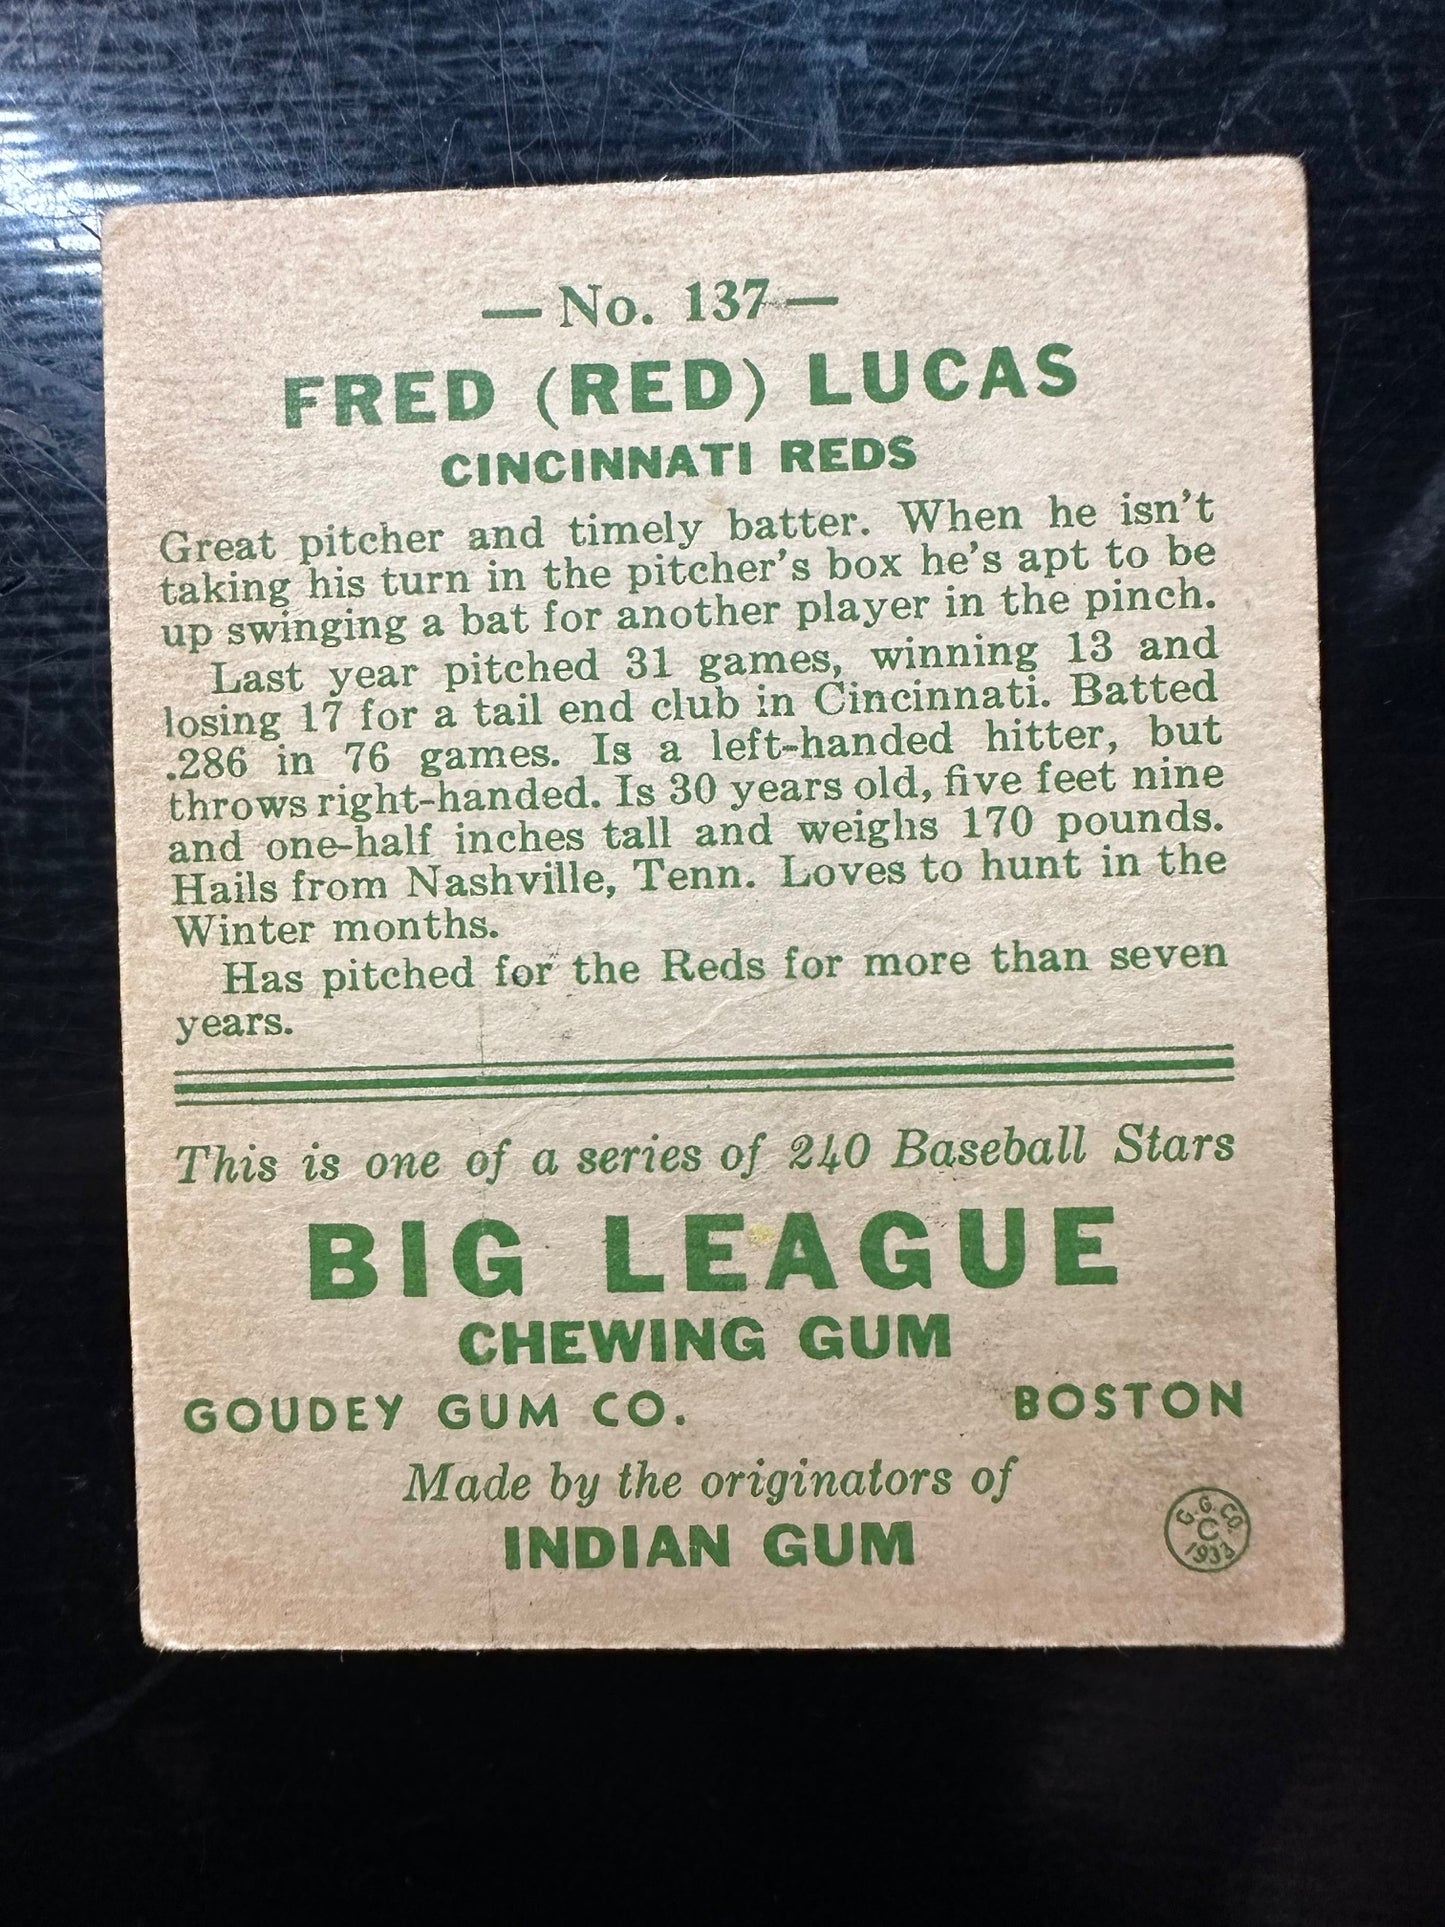 — No. 137 —
FRED (RED) LUCAS
CINCINNATI REDS
Great pitcher and timely batter. When he isn't
taking his turn in the pitcher's box he's apt to be
up swinging a bat for another player in the pinch.
Last year pitched 31 games, winning 13 and
losing 17 for a tail end club in Cincinnati. Batted
.286 in 76 games. Is a left-handed hitter, but
throws right-handed. Is 30 years old, five feet nine
and one-half inches tall and weighs 170 pounds.
Hails from Nashville, Tenn. Loves to hunt in the
Winter months.
Has pitched for the Reds for more than seven
years.
This is one of a series of 240 Baseball Stars
BIG LEAGUE
CHEWING GUM
GOUDEY GUM CO. BOSTON
Made by the originators of
INDIAN GUM
G. G. CO.
C
1933